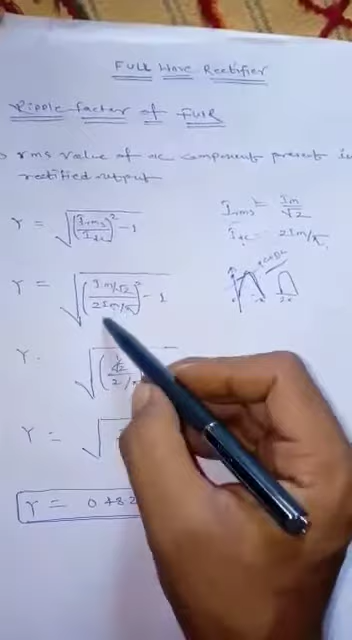 Full Wave Rectifier
Ripple factor of FWR
rms value of ac component present in
rectified output
γ = √(Irms/Idc)² - 1
Irms = Im/√2
Idc = 2Im/π
γ = √((Im/√2)/(2Im/π))² - 1
γ
γ = √
γ = 0.482